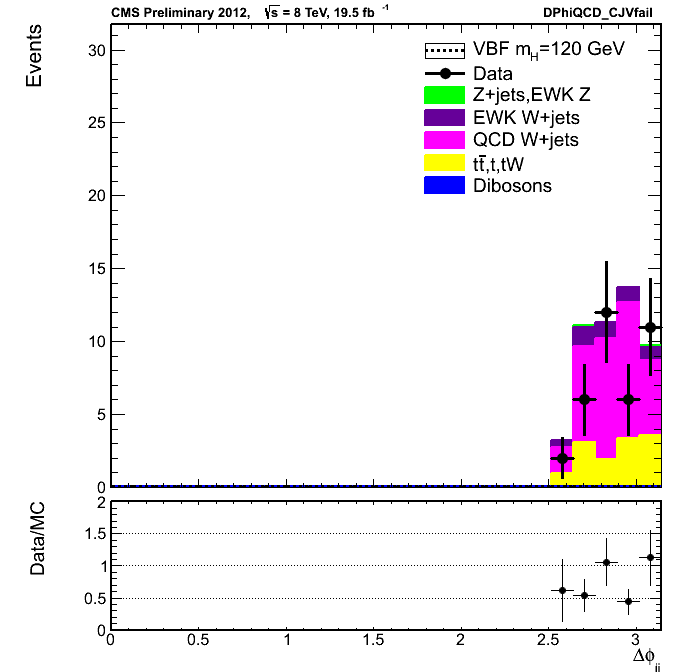 CMS Preliminary 2012, √s = 8 TeV, 19.5 fb⁻¹ DPhiQCD_CJVfail
Events
30
25
20
15
10
5
0
VBF m_H=120 GeV
Data
Z+jets,EWK Z
EWK W+jets
QCD W+jets
tt̄,t,tW
Dibosons
Data/MC
2
1.5
1
0.5
0
0 0.5 1 1.5 2 2.5 3
Δϕ_jj